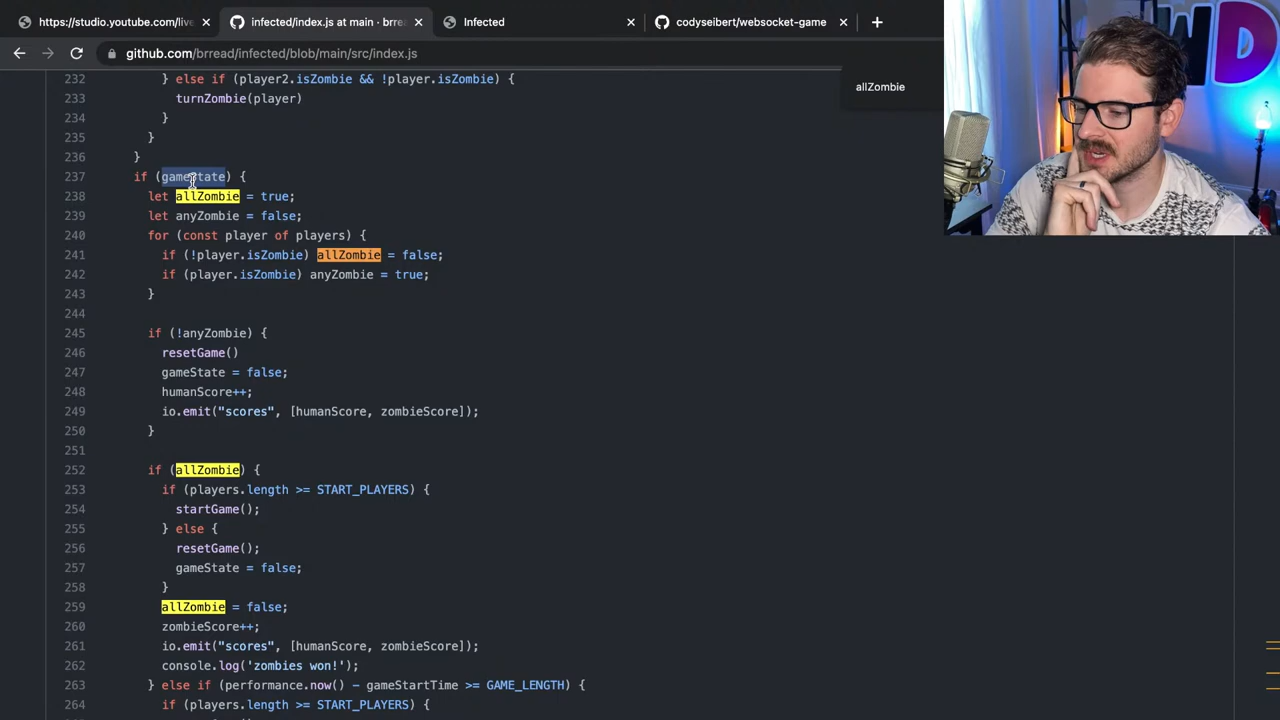 https://studio.youtube.com/live
infected/index.js at main · brre
Infected
codyseibert/websocket-game
github.com/brread/infected/blob/main/src/index.js
allZombie
232 } else if (player2.isZombie && !player.isZombie) {
233 turnZombie(player)
234 }
235 }
236 }
237 if (gameState) {
238 let allZombie = true;
239 let anyZombie = false;
240 for (const player of players) {
241 if (!player.isZombie) allZombie = false;
242 if (player.isZombie) anyZombie = true;
243 }
244
245 if (!anyZombie) {
246 resetGame()
247 gameState = false;
248 humanScore++;
249 io.emit("scores", [humanScore, zombieScore]);
250 }
251
252 if (allZombie) {
253 if (players.length >= START_PLAYERS) {
254 startGame();
255 } else {
256 resetGame();
257 gameState = false;
258 }
259 allZombie = false;
260 zombieScore++;
261 io.emit("scores", [humanScore, zombieScore]);
262 console.log('zombies won!');
263 } else if (performance.now() - gameStartTime >= GAME_LENGTH) {
264 if (players.length >= START_PLAYERS) {